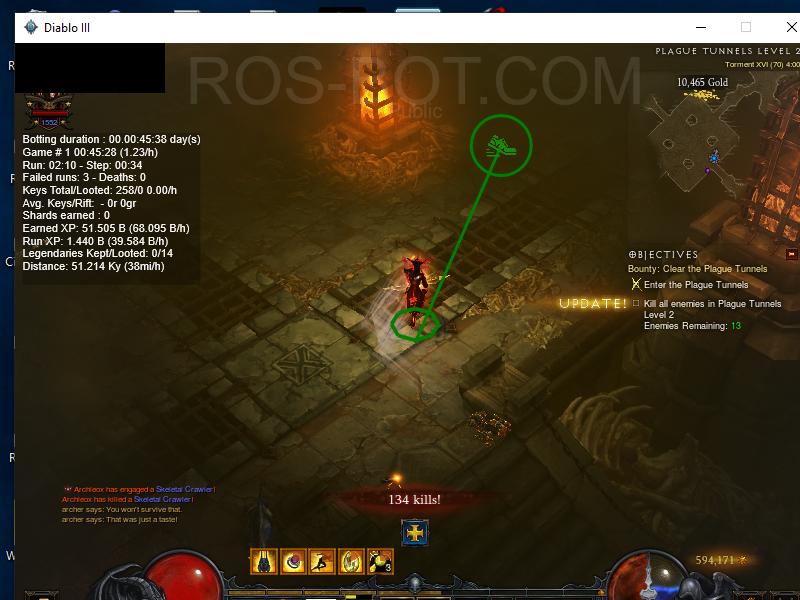 Diablo III
ROS-BOT.COM
Public
PLAGUE TUNNELS LEVEL 2
Torment XVI (70) 4:00
10,465 Gold
1552
Botting duration : 00.00:45:38 day(s)
Game # 1 00:45:28 (1.23/h)
Run: 02:10 - Step: 00:34
Failed runs: 3 - Deaths: 0
Keys Total/Looted: 258/0 0.00/h
Avg. Keys/Rift: - 0r 0gr
Shards earned : 0
Earned XP: 51.505 B (68.095 B/h)
Run XP: 1.440 B (39.584 B/h)
Legendaries Kept/Looted: 0/14
Distance: 51.214 Ky (38mi/h)
OBJECTIVES
Bounty: Clear the Plague Tunnels
Enter the Plague Tunnels
UPDATE!
Kill all enemies in Plague Tunnels
Level 2
Enemies Remaining: 13
Archleox has engaged a Skeletal Crawler!
Archleox has killed a Skeletal Crawler!
archer says: You won't survive that.
archer says: That was just a taste!
134 kills!
3
594,171